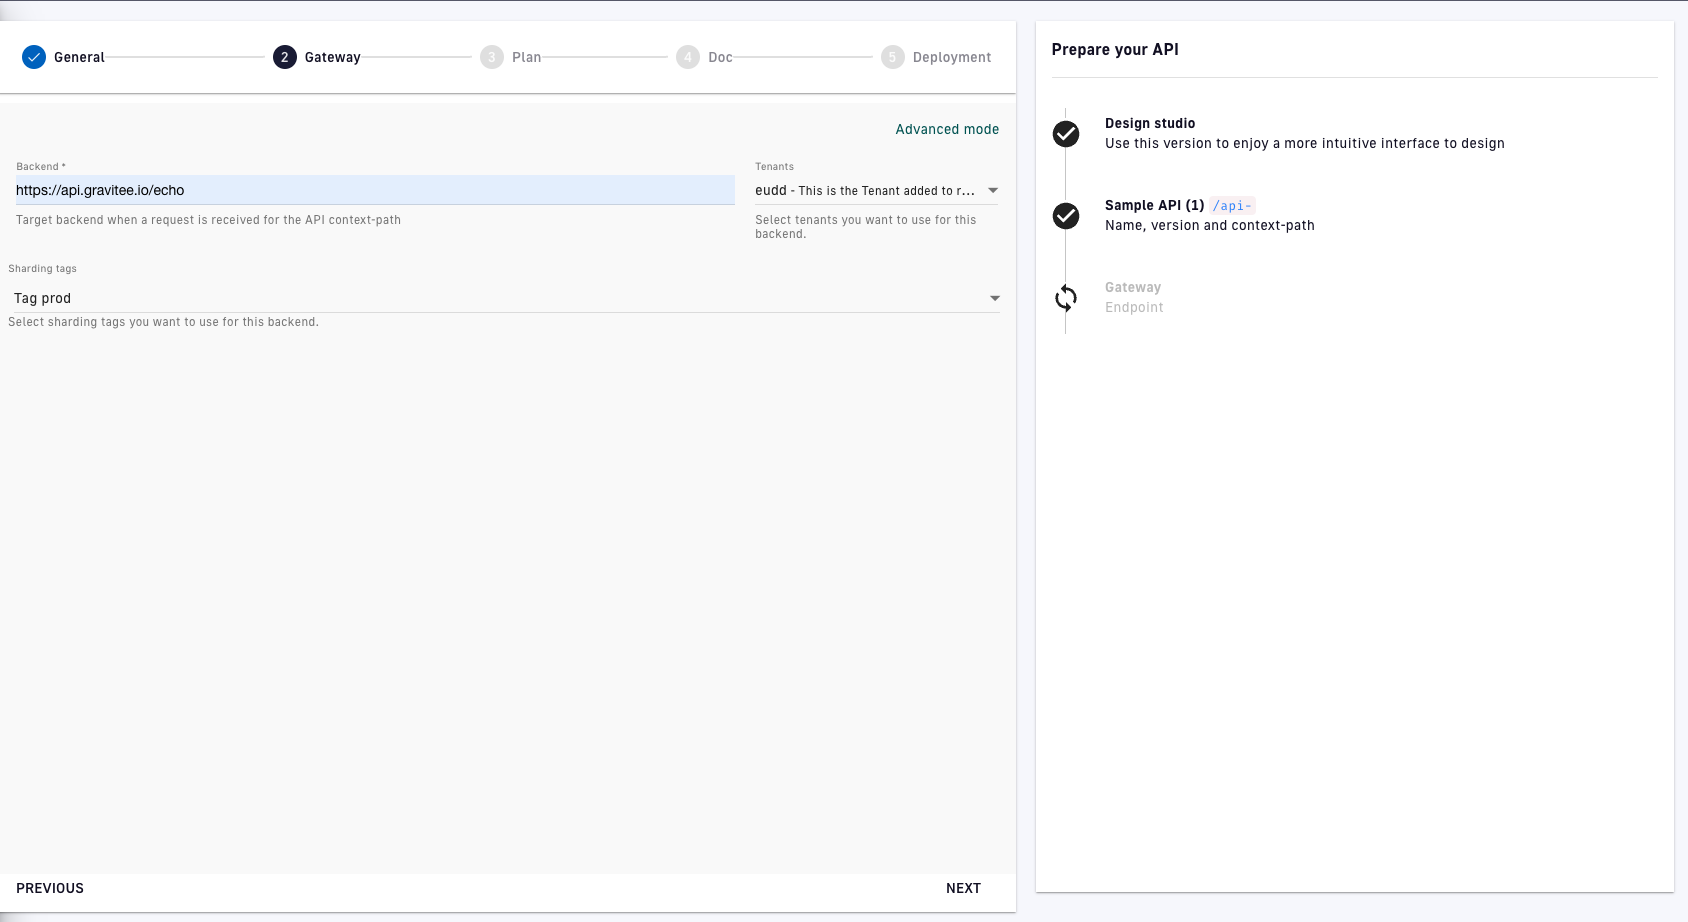 General
2 Gateway
3 Plan
4 Doc
5 Deployment
Advanced mode
Backend *
https://api.gravitee.io/echo
Target backend when a request is received for the API context-path
Tenants
eudd - This is the Tenant added to r...
Select tenants you want to use for this
backend.
Sharding tags
Tag prod
Select sharding tags you want to use for this backend.
PREVIOUS
NEXT
Prepare your API
Design studio
Use this version to enjoy a more intuitive interface to design
Sample API (1) /api-
Name, version and context-path
Gateway
Endpoint